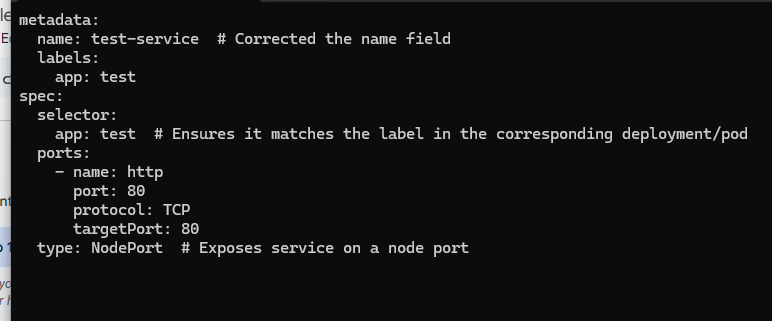 metadata:
  name: test-service  # Corrected the name field
  labels:
    app: test
spec:
  selector:
    app: test  # Ensures it matches the label in the corresponding deployment/pod
  ports:
    - name: http
      port: 80
      protocol: TCP
      targetPort: 80
  type: NodePort  # Exposes service on a node port